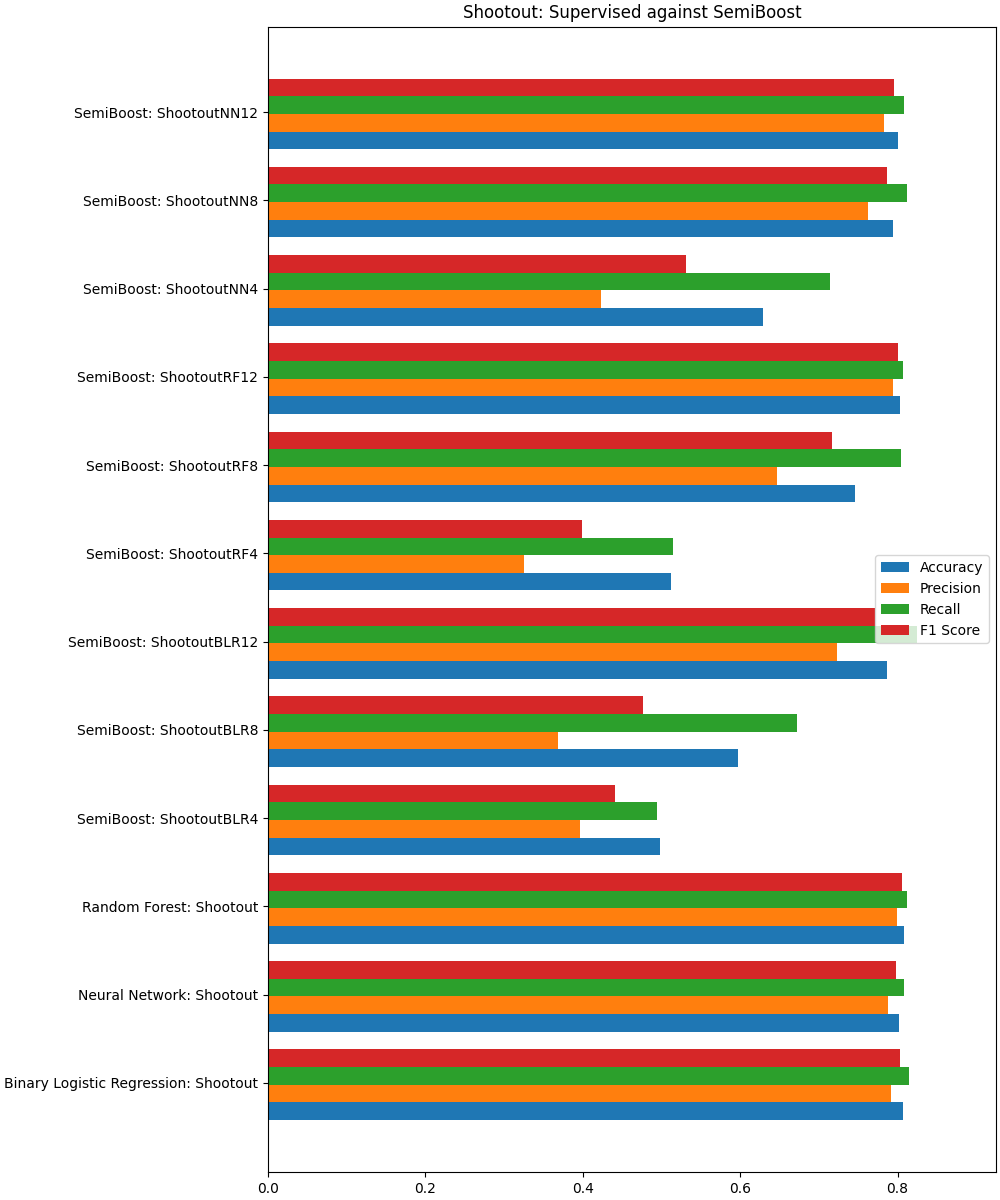 Shootout: Supervised against SemiBoost
SemiBoost: ShootoutNN12
SemiBoost: ShootoutNN8
SemiBoost: ShootoutNN4
SemiBoost: ShootoutRF12
SemiBoost: ShootoutRF8
SemiBoost: ShootoutRF4
SemiBoost: ShootoutBLR12
SemiBoost: ShootoutBLR8
SemiBoost: ShootoutBLR4
Random Forest: Shootout
Neural Network: Shootout
Binary Logistic Regression: Shootout
Accuracy
Precision
Recall
F1 Score
0.0 0.2 0.4 0.6 0.8